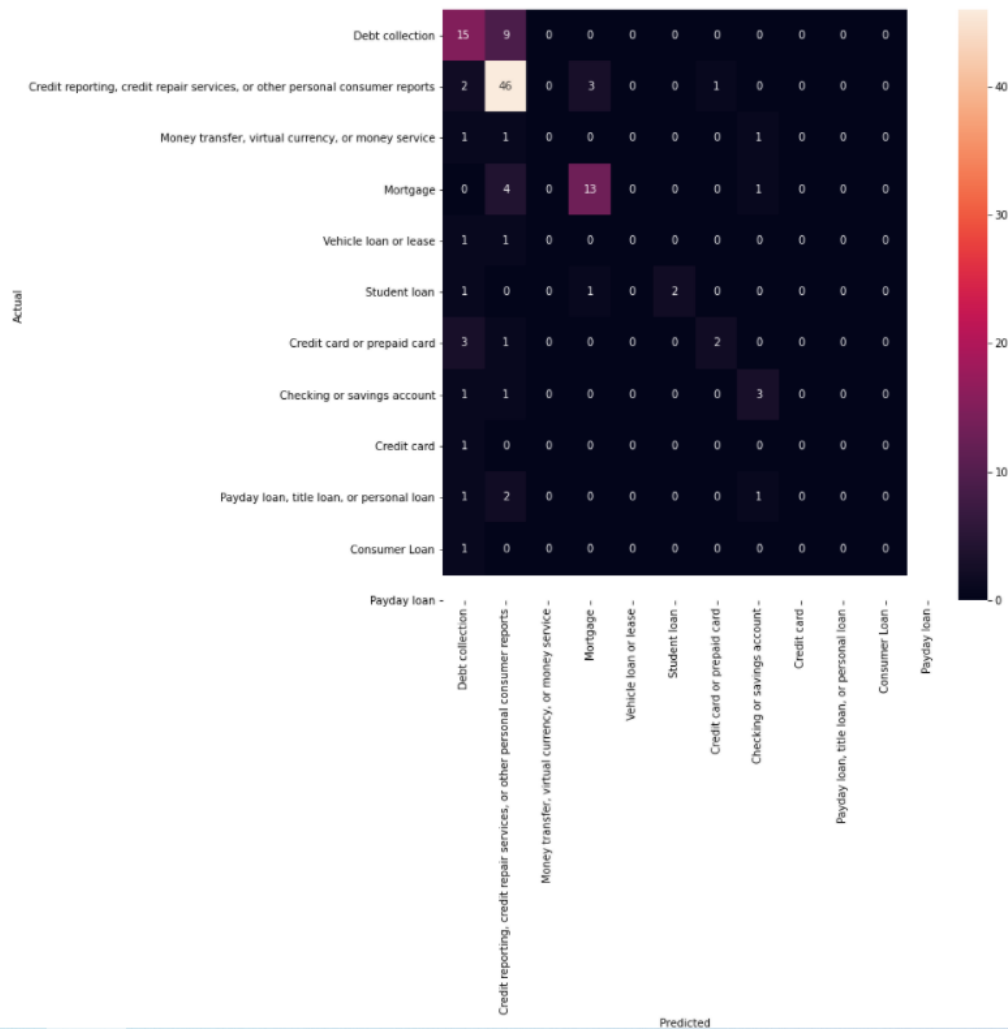 Debt collection 15 9 0 0 0 0 0 0 0 0 0
Credit reporting, credit repair services, or other personal consumer reports 2 46 0 3 0 0 1 0 0 0 0
Money transfer, virtual currency, or money service 1 1 0 0 0 0 0 1 0 0 0
Mortgage 0 4 0 13 0 0 0 1 0 0 0
Vehicle loan or lease 1 1 0 0 0 0 0 0 0 0 0
Student loan 1 0 0 1 0 2 0 0 0 0 0
Credit card or prepaid card 3 1 0 0 0 0 2 0 0 0 0
Checking or savings account 1 1 0 0 0 0 0 3 0 0 0
Credit card 1 0 0 0 0 0 0 0 0 0 0
Payday loan, title loan, or personal loan 1 2 0 0 0 0 0 1 0 0 0
Consumer Loan 1 0 0 0 0 0 0 0 0 0 0
Payday loan
Actual
40
30
20
10
0
Debt collection
Credit reporting, credit repair services, or other personal consumer reports
Money transfer, virtual currency, or money service
Mortgage
Vehicle loan or lease
Student loan
Credit card or prepaid card
Checking or savings account
Credit card
Payday loan, title loan, or personal loan
Consumer Loan
Payday loan
Predicted